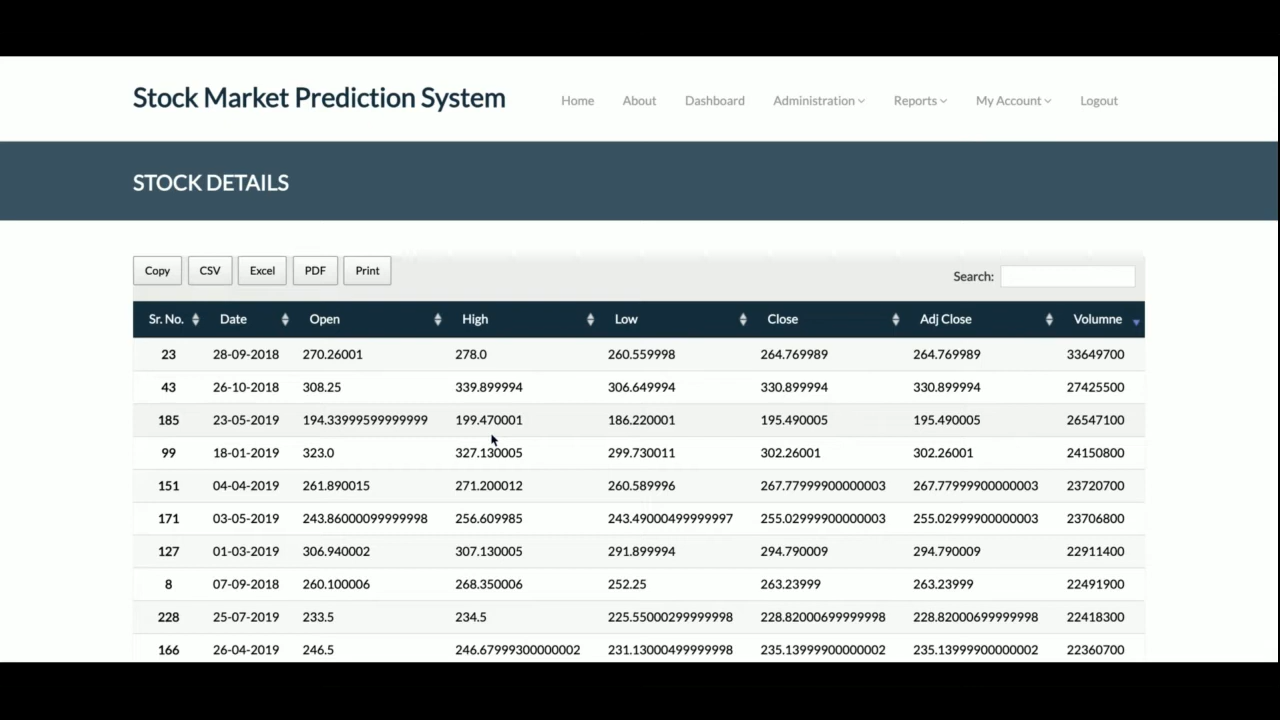 Stock Market Prediction System Home About Dashboard Administration Reports My Account Logout
STOCK DETAILS
Copy CSV Excel PDF Print Search:
Sr. No. Date Open High Low Close Adj Close Volumne
23 28-09-2018 270.26001 278.0 260.559998 264.769989 264.769989 33649700
43 26-10-2018 308.25 339.899994 306.649994 330.899994 330.899994 27425500
185 23-05-2019 194.33999599999999 199.470001 186.220001 195.490005 195.490005 26547100
99 18-01-2019 323.0 327.130005 299.730011 302.26001 302.26001 24150800
151 04-04-2019 261.890015 271.200012 260.589996 267.77999900000003 267.77999900000003 23720700
171 03-05-2019 243.86000099999998 256.609985 243.49000499999997 255.02999900000003 255.02999900000003 23706800
127 01-03-2019 306.940002 307.130005 291.899994 294.790009 294.790009 22911400
8 07-09-2018 260.100006 268.350006 252.25 263.23999 263.23999 22491900
228 25-07-2019 233.5 234.5 225.55000299999998 228.82000699999998 228.82000699999998 22418300
166 26-04-2019 246.5 246.67999300000002 231.13000499999998 235.13999900000002 235.13999900000002 22360700